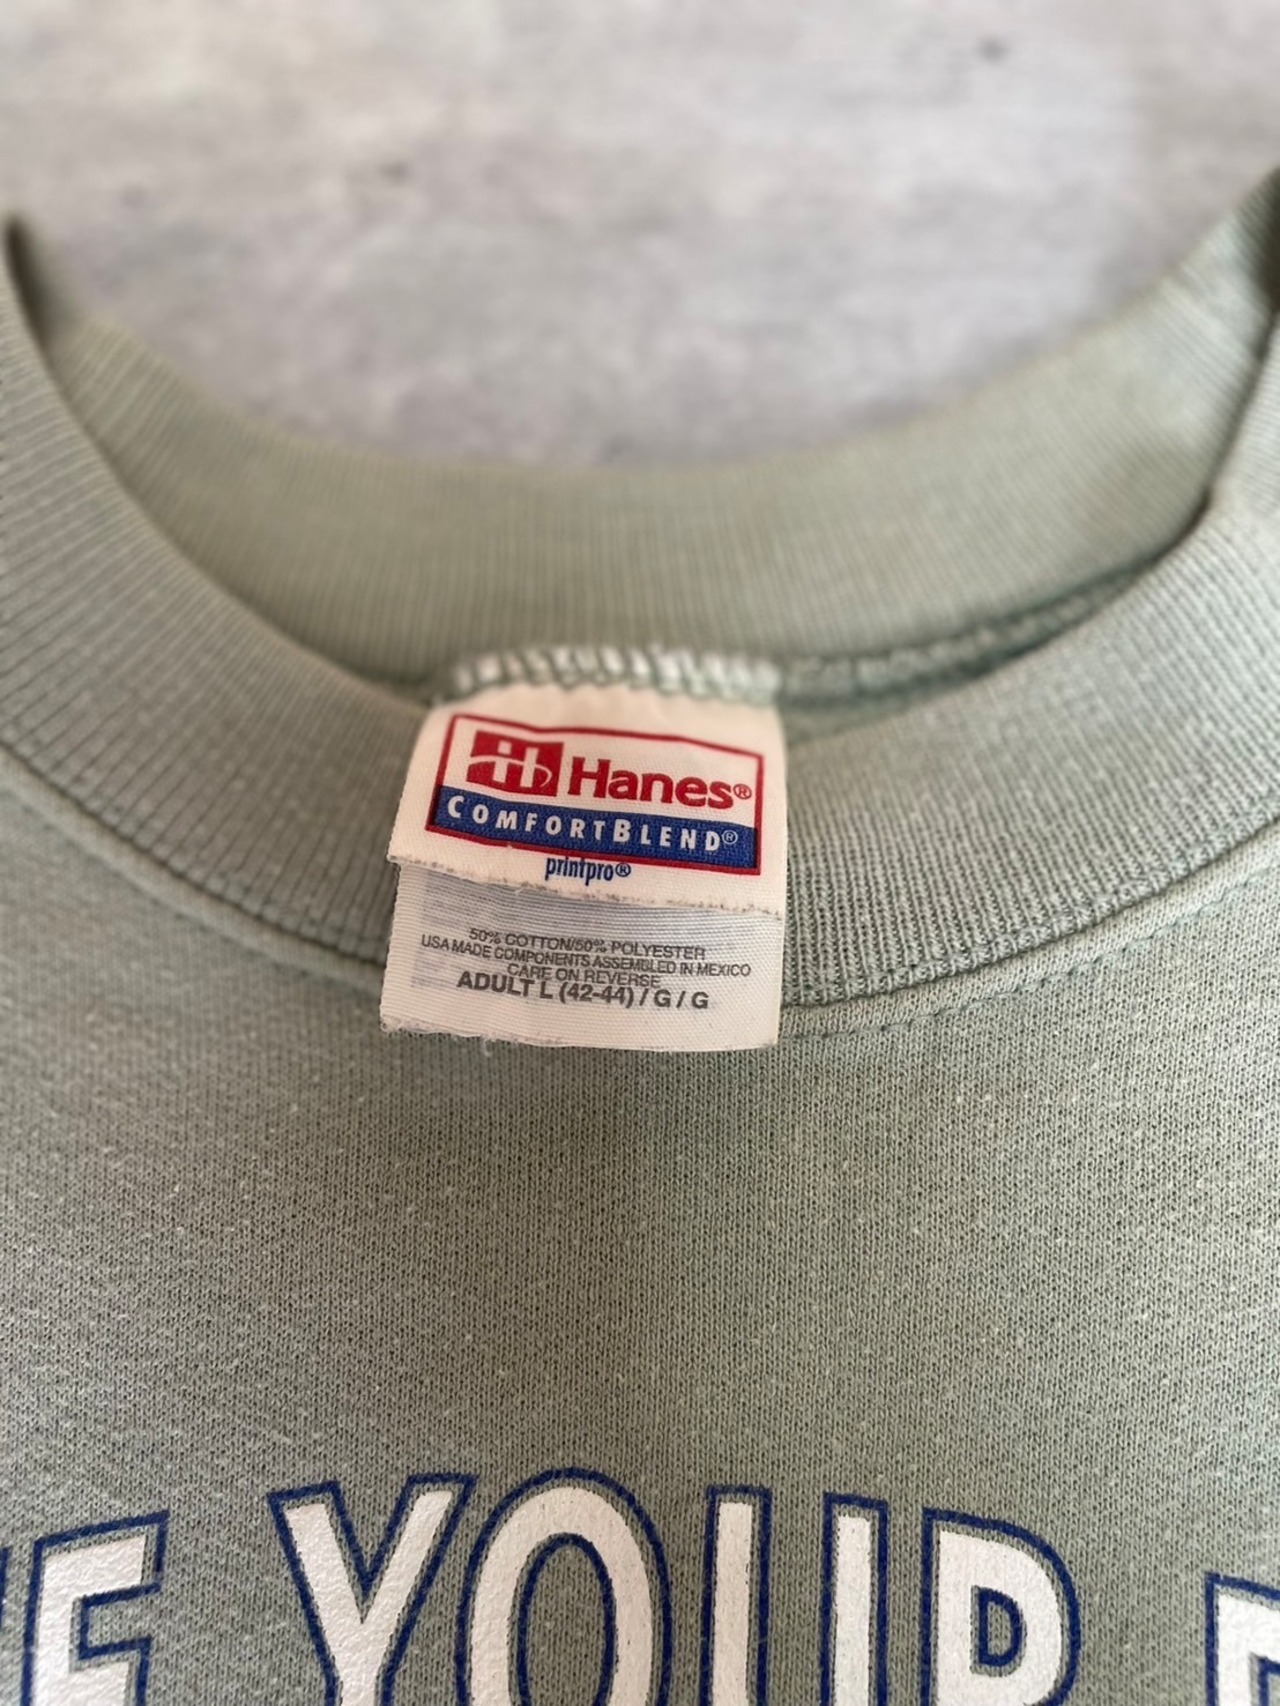 Hanes®
COMFORTBLEND®
printpro®
50% COTTON/50% POLYESTER
USA MADE COMPONENTS ASSEMBLED IN MEXICO
CARE ON REVERSE
ADULT L (42-44) / G / G
YOUR